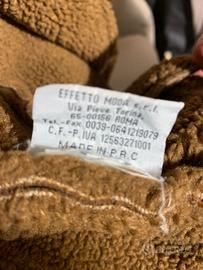 EFFETTO MODA s.r.l.
Via Pieve Torina,
65-00156 ROMA
Tel.-Fax 0039-0641219079
C.F.-P.IVA 12563271001
MADE IN P.R.C